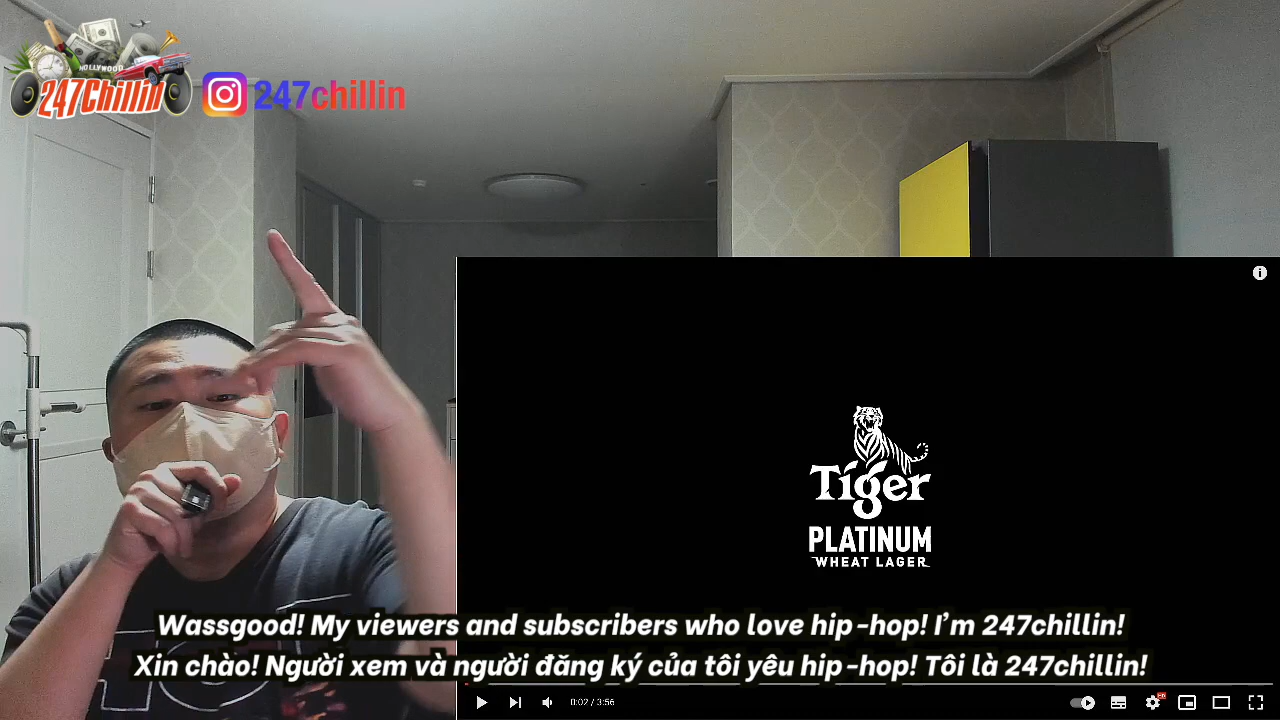 HOLLYWOOD
247Chillin
247chillin
Tiger
PLATINUM
WHEAT LAGER
Wassgood! My viewers and subscribers who love hip-hop! I'm 247chillin!
Xin chào! Người xem và người đăng ký của tôi yêu hip-hop! Tôi là 247chillin!
0:02 / 3:56
HD